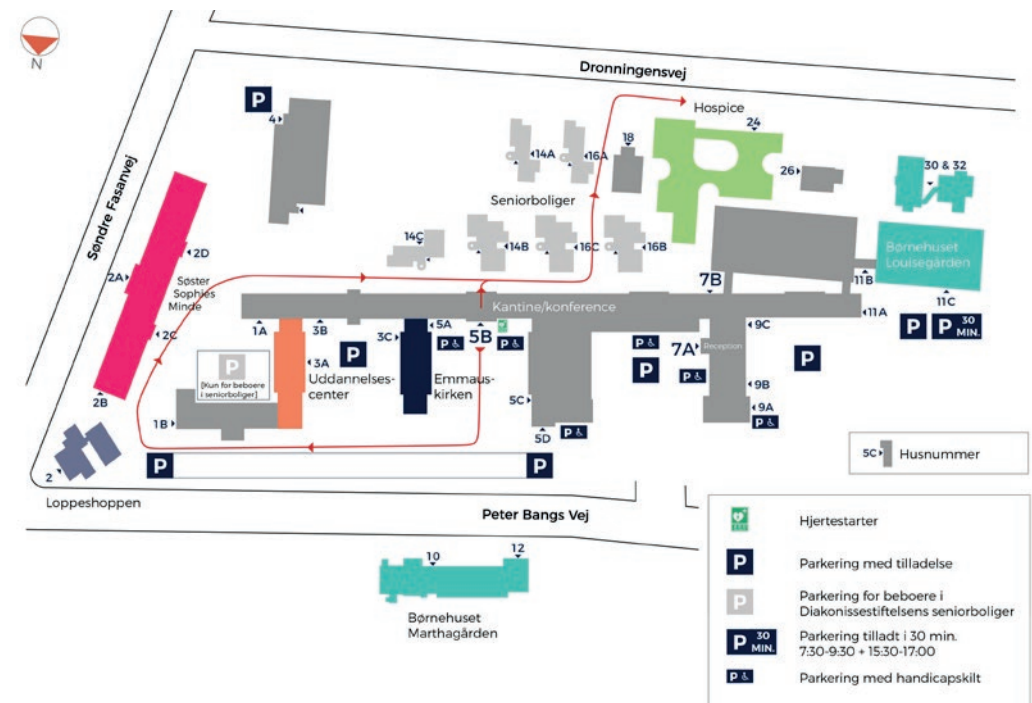 N
Dronningensvej
Søndre Fasanvej
P
4
Hospice
24
18
14A
16A
26
30 & 32
Seniorboliger
14C
14B
16C
16B
2D
2A
Søster
Sophies
Minde
2C
2B
Børnehuset
Louisegården
11B
11C
7B
Kantine/konference
1A
3B
3C
5A
5B
P
P
P
9C
11A
P
P 30
MIN.
3A
P
P
[Kun for beboere
i seniorboliger]
Uddannelses-
center
Emmaus-
kirken
7A
Reception
P
P
P
9B
5C
9A
P
1B
5D
P
P
P
2
Loppeshoppen
5C
Husnummer
Peter Bangs Vej
10
12
Børnehuset
Marthagården
Hjertestarter
P
Parkering med tilladelse
P
Parkering for beboere i
Diakonissestiftelsens seniorboliger
P 30
MIN.
Parkering tilladt i 30 min.
7:30-9:30 + 15:30-17:00
P
Parkering med handicapskilt